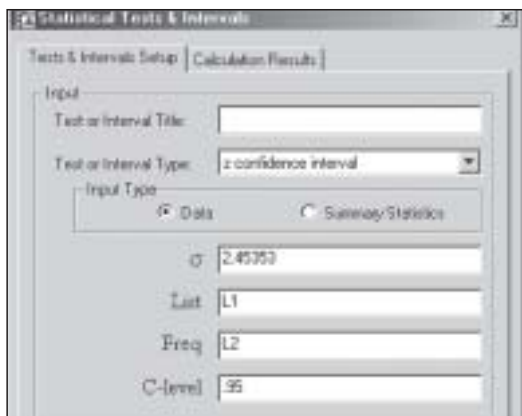 Statistical Tests & Intervals
Tests & Intervals Setup Calculation Results
Input
Test or Interval Title:
Test or Interval Type: z confidence interval
Input Type
Data Summary Statistics
σ 2.45353
List L1
Freq L2
C-level .95